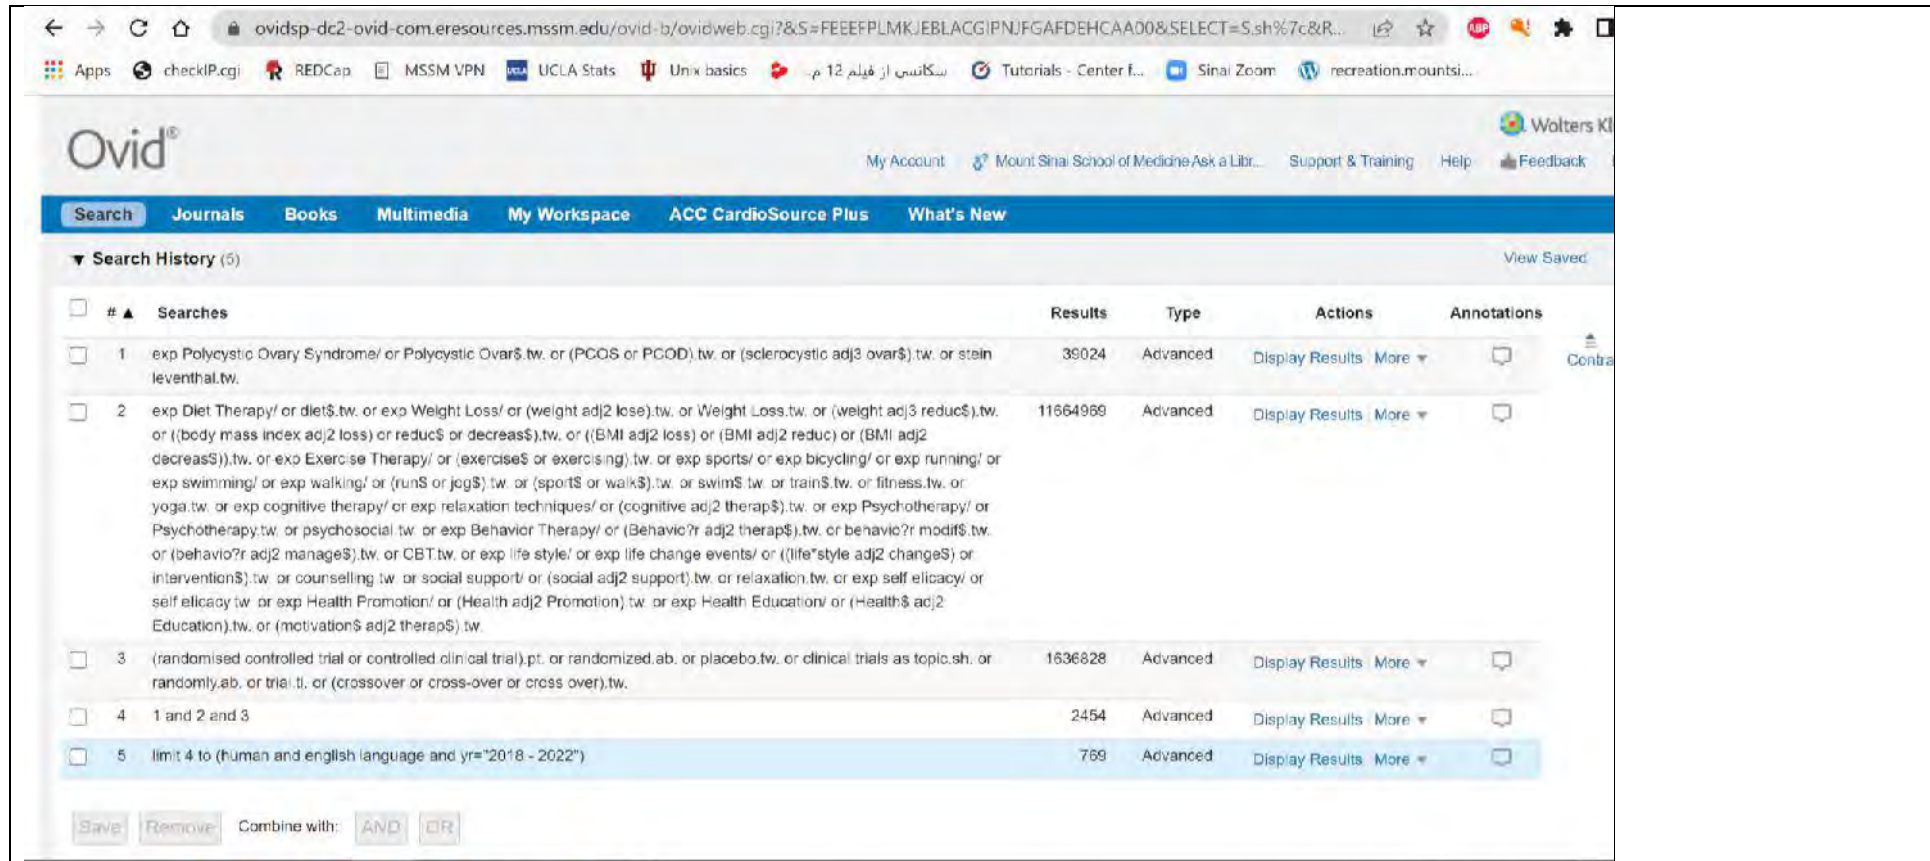 ovidsp-dc2-ovid-com.eresources.mssm.edu/ovid-b/ovidweb.cgi?&S=FEEEFPLMKJEBLACGIPNJFGAFDEHCAA00&SELECT=S.sh%7c&R... ABP
Apps checkIP.cgi REDCap MSSM VPN UCLA UCLA Stats Unix basics سکانسی از فیلم 12 م... Tutorials - Center f... Sinai Zoom recreation.mountsi...
Ovid®
Wolters Kl
My Account Mount Sinai School of Medicine Ask a Libr... Support & Training Help Feedback
Search Journals Books Multimedia My Workspace ACC CardioSource Plus What's New
▼ Search History (5) View Saved
# ▲ Searches Results Type Actions Annotations
1 exp Polycystic Ovary Syndrome/ or Polycystic Ovar$.tw. or (PCOS or PCOD).tw. or (sclerocystic adj3 ovar$).tw. or stein 39024 Advanced Display Results More ▼ Contra
leventhal.tw.
2 exp Diet Therapy/ or diet$.tw. or exp Weight Loss/ or (weight adj2 lose).tw. or Weight Loss.tw. or (weight adj3 reduc$).tw. 11664969 Advanced Display Results More ▼
or ((body mass index adj2 loss) or reduc$ or decreas$).tw. or ((BMI adj2 loss) or (BMI adj2 reduc) or (BMI adj2
decreas$)).tw. or exp Exercise Therapy/ or (exercise$ or exercising).tw. or exp sports/ or exp bicycling/ or exp running/ or
exp swimming/ or exp walking/ or (run$ or jog$).tw. or (sport$ or walk$).tw. or swim$.tw. or train$.tw. or fitness.tw. or
yoga.tw. or exp cognitive therapy/ or exp relaxation techniques/ or (cognitive adj2 therap$).tw. or exp Psychotherapy/ or
Psychotherapy.tw. or psychosocial.tw. or exp Behavior Therapy/ or (Behavio?r adj2 therap$).tw. or behavio?r modif$.tw.
or (behavio?r adj2 manage$).tw. or CBT.tw. or exp life style/ or exp life change events/ or ((life*style adj2 change$) or
intervention$).tw. or counselling.tw. or social support/ or (social adj2 support).tw. or relaxation.tw. or exp self elicacy/ or
self elicacy.tw. or exp Health Promotion/ or (Health adj2 Promotion).tw. or exp Health Education/ or (Health$ adj2
Education).tw. or (motivation$ adj2 therap$).tw.
3 (randomised controlled trial or controlled clinical trial).pt. or randomized.ab. or placebo.tw. or clinical trials as topic.sh. or 1636828 Advanced Display Results More ▼
randomly.ab. or trial.ti. or (crossover or cross-over or cross over).tw.
4 1 and 2 and 3 2454 Advanced Display Results More ▼
5 limit 4 to (human and english language and yr="2018 - 2022") 769 Advanced Display Results More ▼
Save Remove Combine with: AND OR